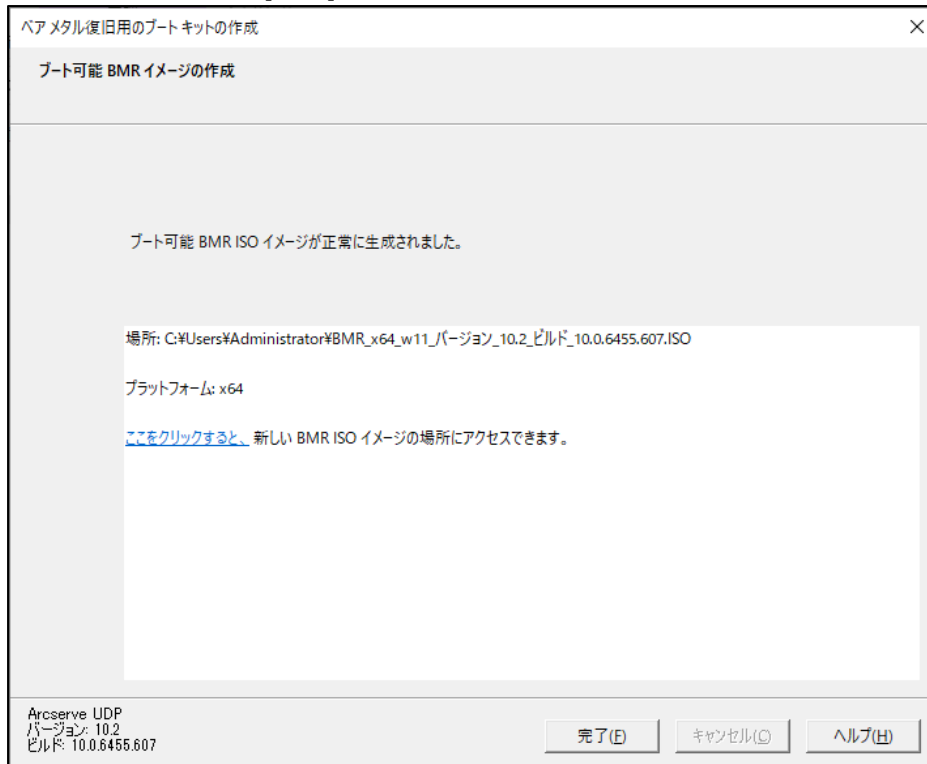 ベア メタル復旧用のブート キットの作成
ブート可能 BMR イメージの作成
ブート可能 BMR ISO イメージが正常に生成されました。
場所: C:¥Users¥Administrator¥BMR_x64_w11_バージョン_10.2_ビルド_10.0.6455.607.ISO
プラットフォーム: x64
ここをクリックすると、 新しい BMR ISO イメージの場所にアクセスできます。
Arcserve UDP
バージョン: 10.2
ビルド: 10.0.6455.607
完了(F) キャンセル(C) ヘルプ(H)